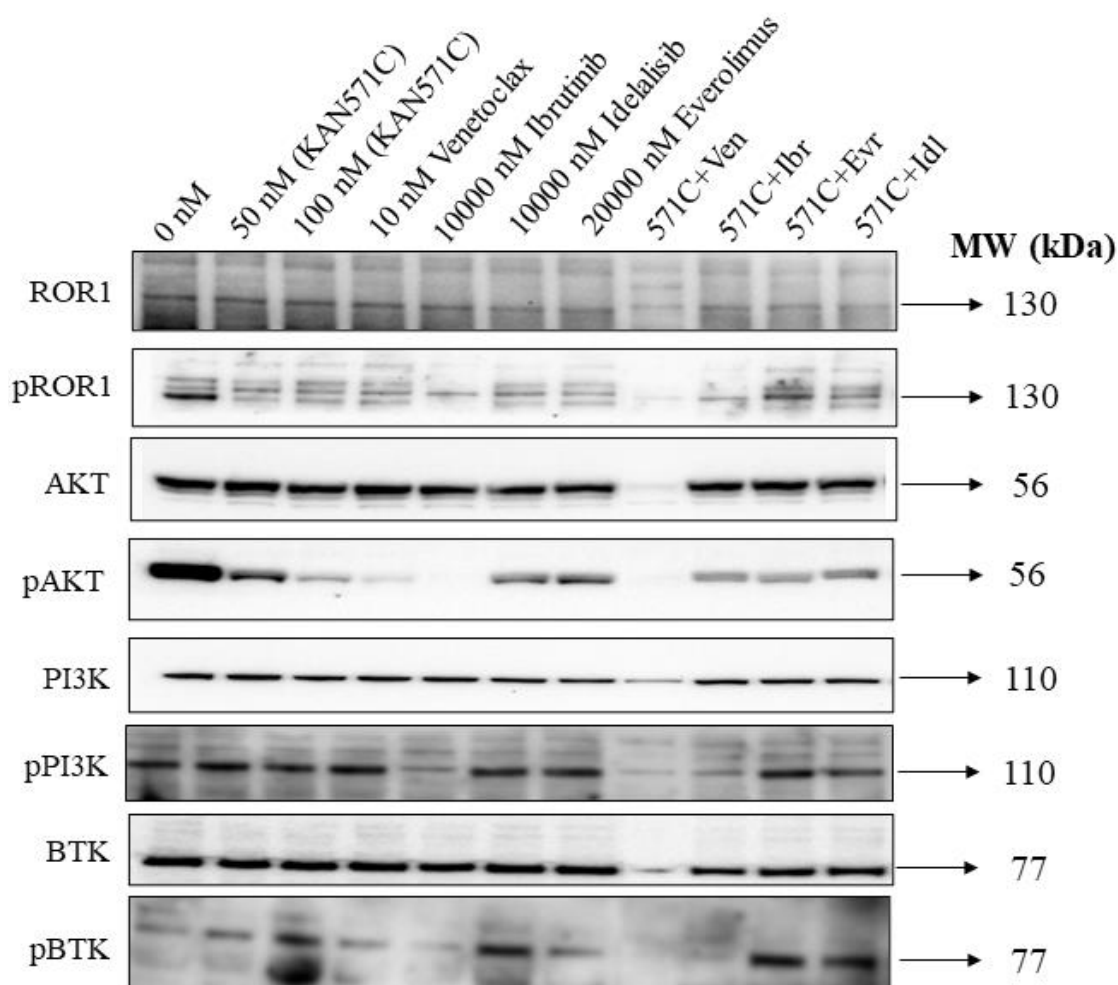 0 nM
50 nM (KAN571C)
100 nM (KAN571C)
10 nM Venetoclax
10000 nM Ibrutinib
10000 nM Idelalisib
20000 nM Everolimus
571C+Ven
571C+Ibr
571C+Evr
571C+Idl
MW (kDa)
ROR1
130
pROR1
130
AKT
56
pAKT
56
PI3K
110
pPI3K
110
BTK
77
pBTK
77